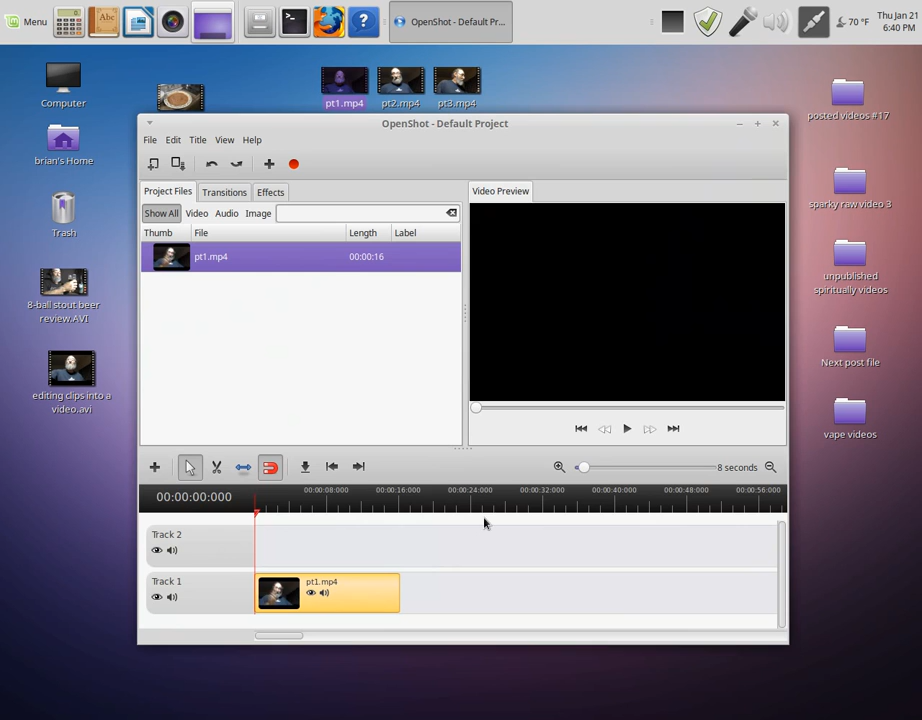 Menu
Abc
OpenShot - Default Pr...
70 °F
Thu Jan 21
6:40 PM
Computer
pt1.mp4
pt2.mp4
pt3.mp4
posted videos #17
brian's Home
Trash
8-ball stout beer
review.AVI
editing clips into a
video.avi
sparky raw video 3
unpublished
spiritually videos
Next post file
vape videos
OpenShot - Default Project
File Edit Title View Help
Project Files Transitions Effects
Video Preview
Show All Video Audio Image
Thumb File Length Label
pt1.mp4 00:00:16
8 seconds
00:00:00:000
00:00:08:000 00:00:16:000 00:00:24:000 00:00:32:000 00:00:40:000 00:00:48:000 00:00:56:000
Track 2
Track 1
pt1.mp4